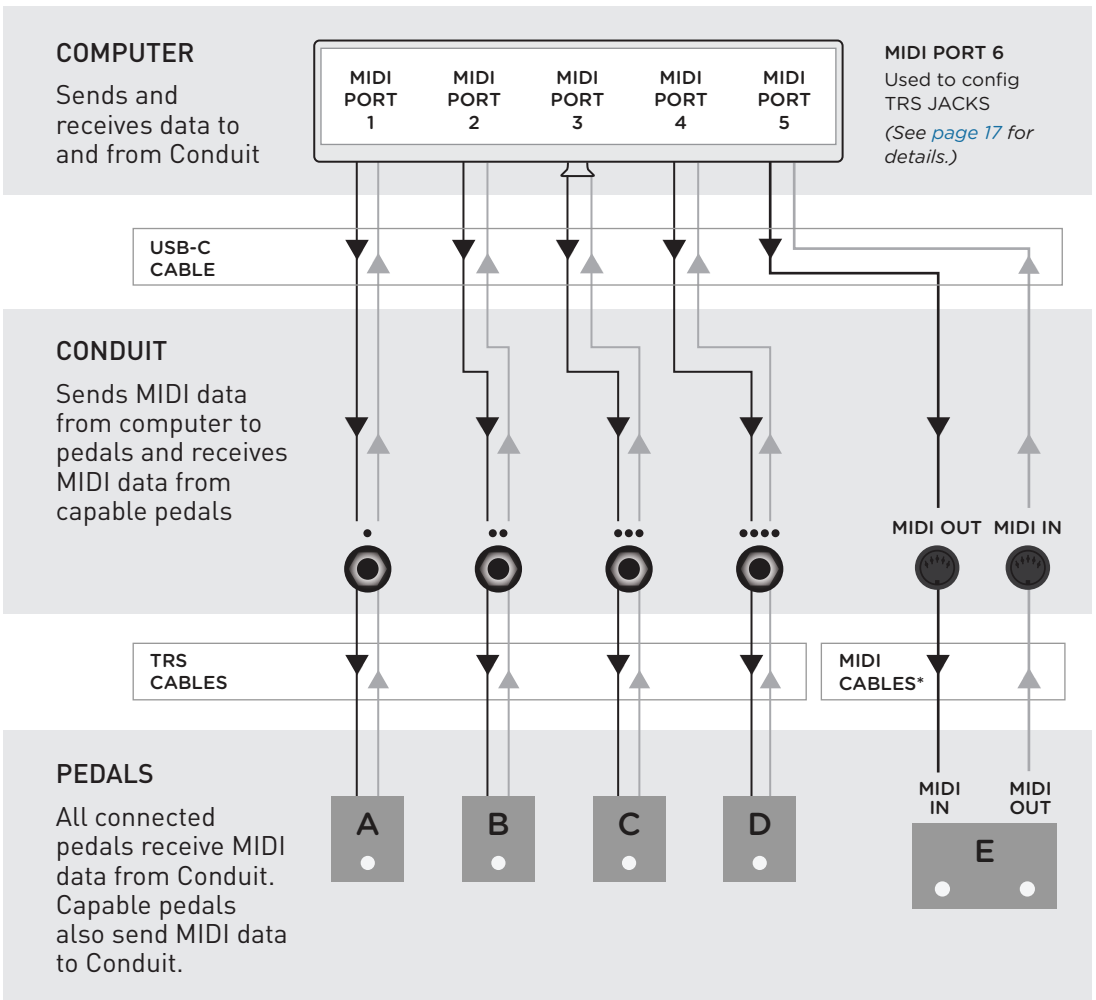 COMPUTER
Sends and
receives data to
and from Conduit
MIDI
PORT
1
MIDI
PORT
2
MIDI
PORT
3
MIDI
PORT
4
MIDI
PORT
5
MIDI PORT 6
Used to config
TRS JACKS
(See page 17 for
details.)
USB-C
CABLE
CONDUIT
Sends MIDI data
from computer to
pedals and receives
MIDI data from
capable pedals
MIDI OUT
MIDI IN
TRS
CABLES
MIDI
CABLES*
PEDALS
All connected
pedals receive MIDI
data from Conduit.
Capable pedals
also send MIDI data
to Conduit.
A
B
C
D
MIDI
IN
MIDI
OUT
E